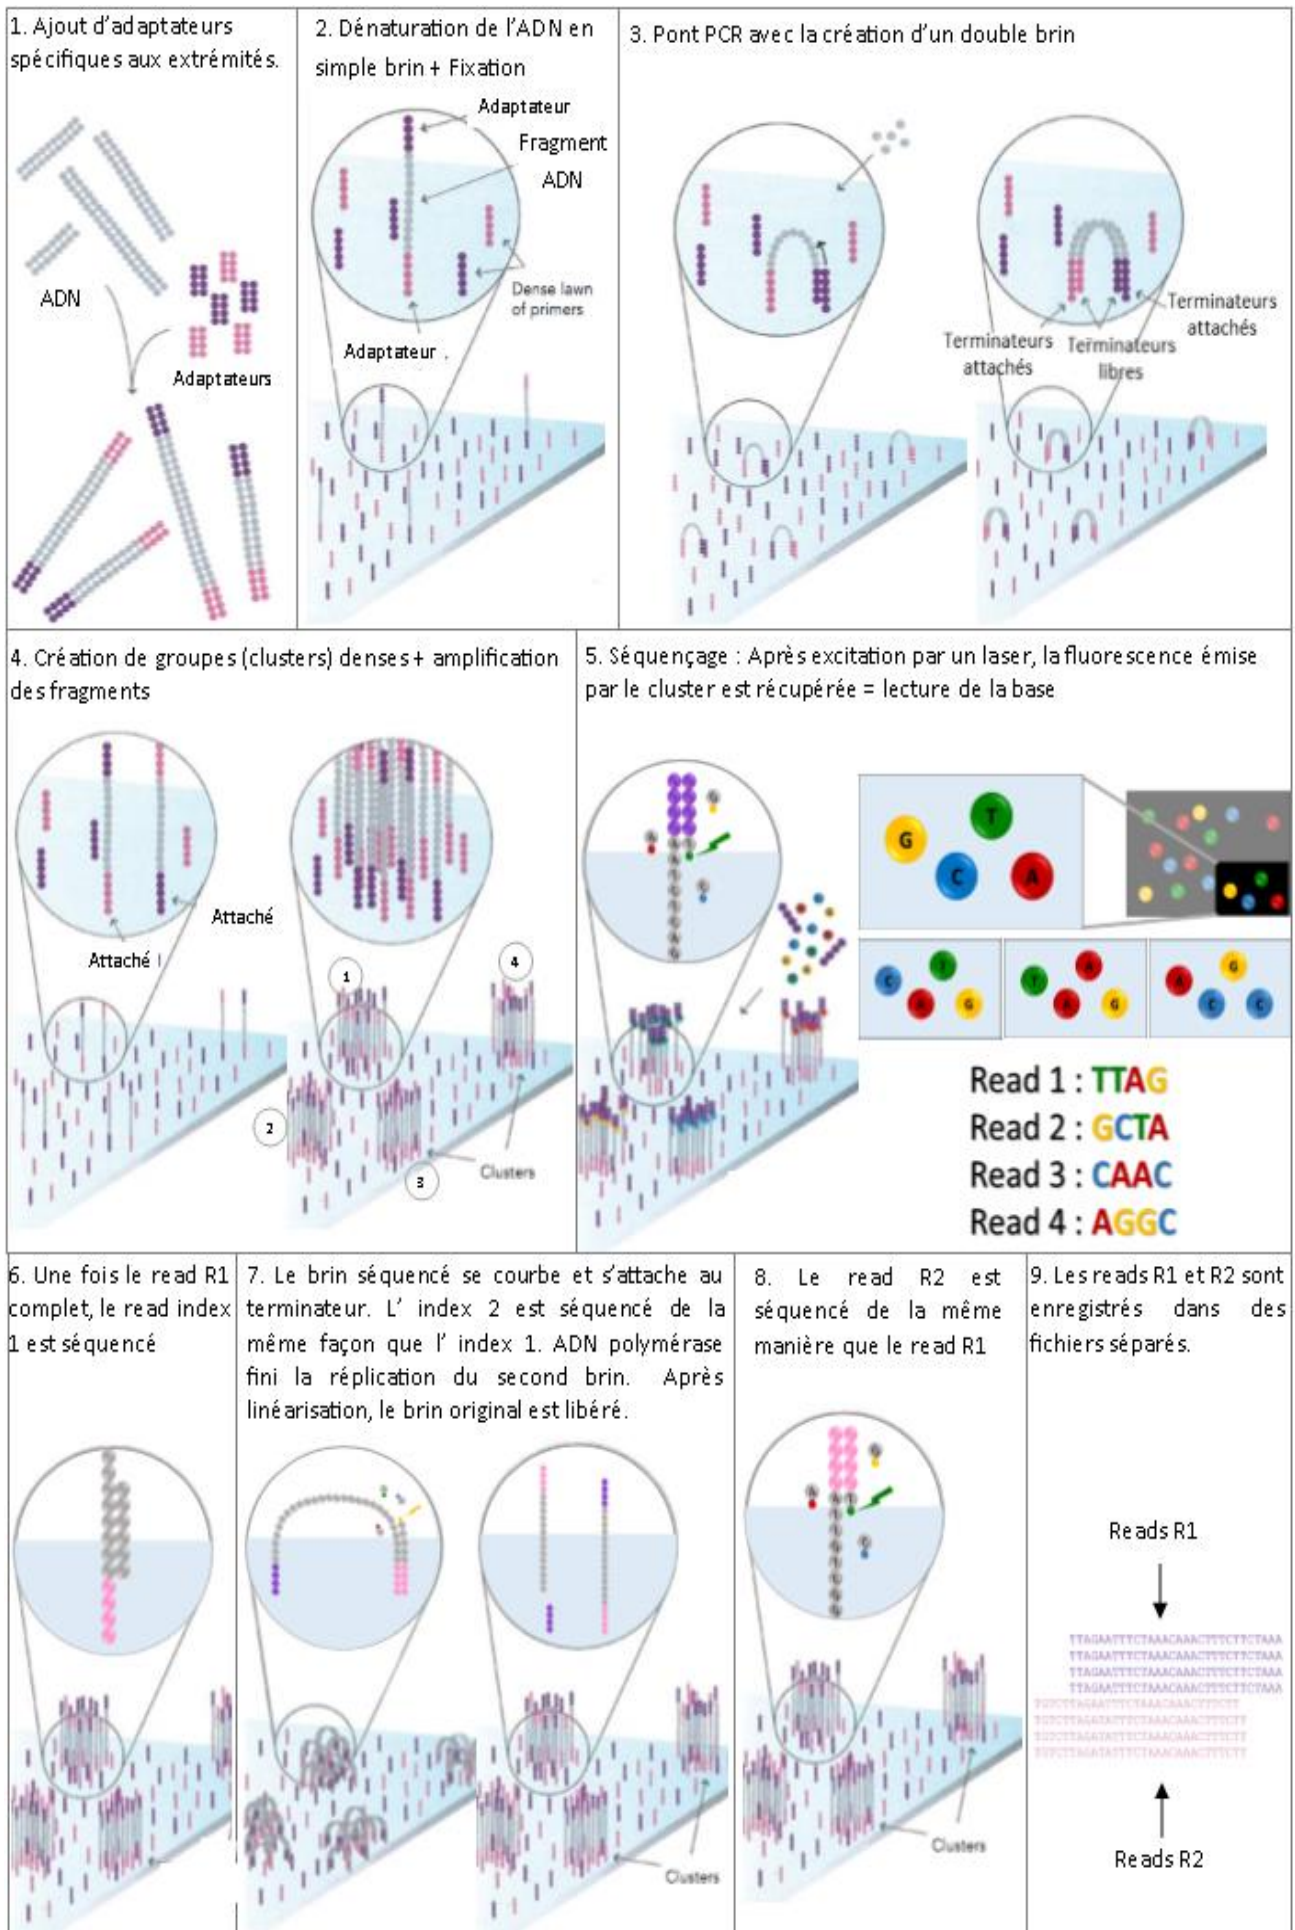 1. Ajout d'adaptateurs
spécifiques aux extrémités.
ADN
Adaptateurs
2. Dénaturation de l'ADN en
simple brin + Fixation
Adaptateur
Fragment
ADN
Dense lawn
of primers
Adaptateur
3. Pont PCR avec la création d'un double brin
Terminateurs
attachés
Terminateurs
libres
Terminateurs
attachés
4. Création de groupes (clusters) denses + amplification
des fragments
Attaché
Attaché
1
4
2
3
Clusters
5. Séquençage : Après excitation par un laser, la fluorescence émise
par le cluster est récupérée = lecture de la base
G
T
C
A
C
T
A
G
T
A
A
G
A
G
C
C
Read 1 : TTAG
Read 2 : GCTA
Read 3 : CAAC
Read 4 : AGGC
6. Une fois le read R1
complet, le read index
1 est séquencé
7. Le brin séquencé se courbe et s'attache au
terminateur. L' index 2 est séquencé de la
même façon que l' index 1. ADN polymérase
fini la réplication du second brin. Après
linéarisation, le brin original est libéré.
Clusters
8. Le read R2 est
séquencé de la même
manière que le read R1
Clusters
9. Les reads R1 et R2 sont
enregistrés dans des
fichiers séparés.
Reads R1
TTAGAATTTCTAAACAAACTTTCTTCTAAA
TTAGAATTTCTAAACAAACTTTCTTCTAAA
TTAGAATTTCTAAACAAACTTTCTTCTAAA
TTAGAATTTCTAAACAAACTTTCTTCTAAA
Reads R2